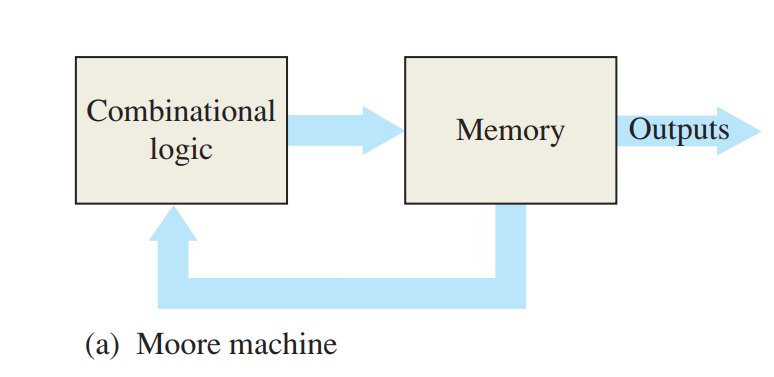 Combinational
logic
Memory
Outputs
(a) Moore machine